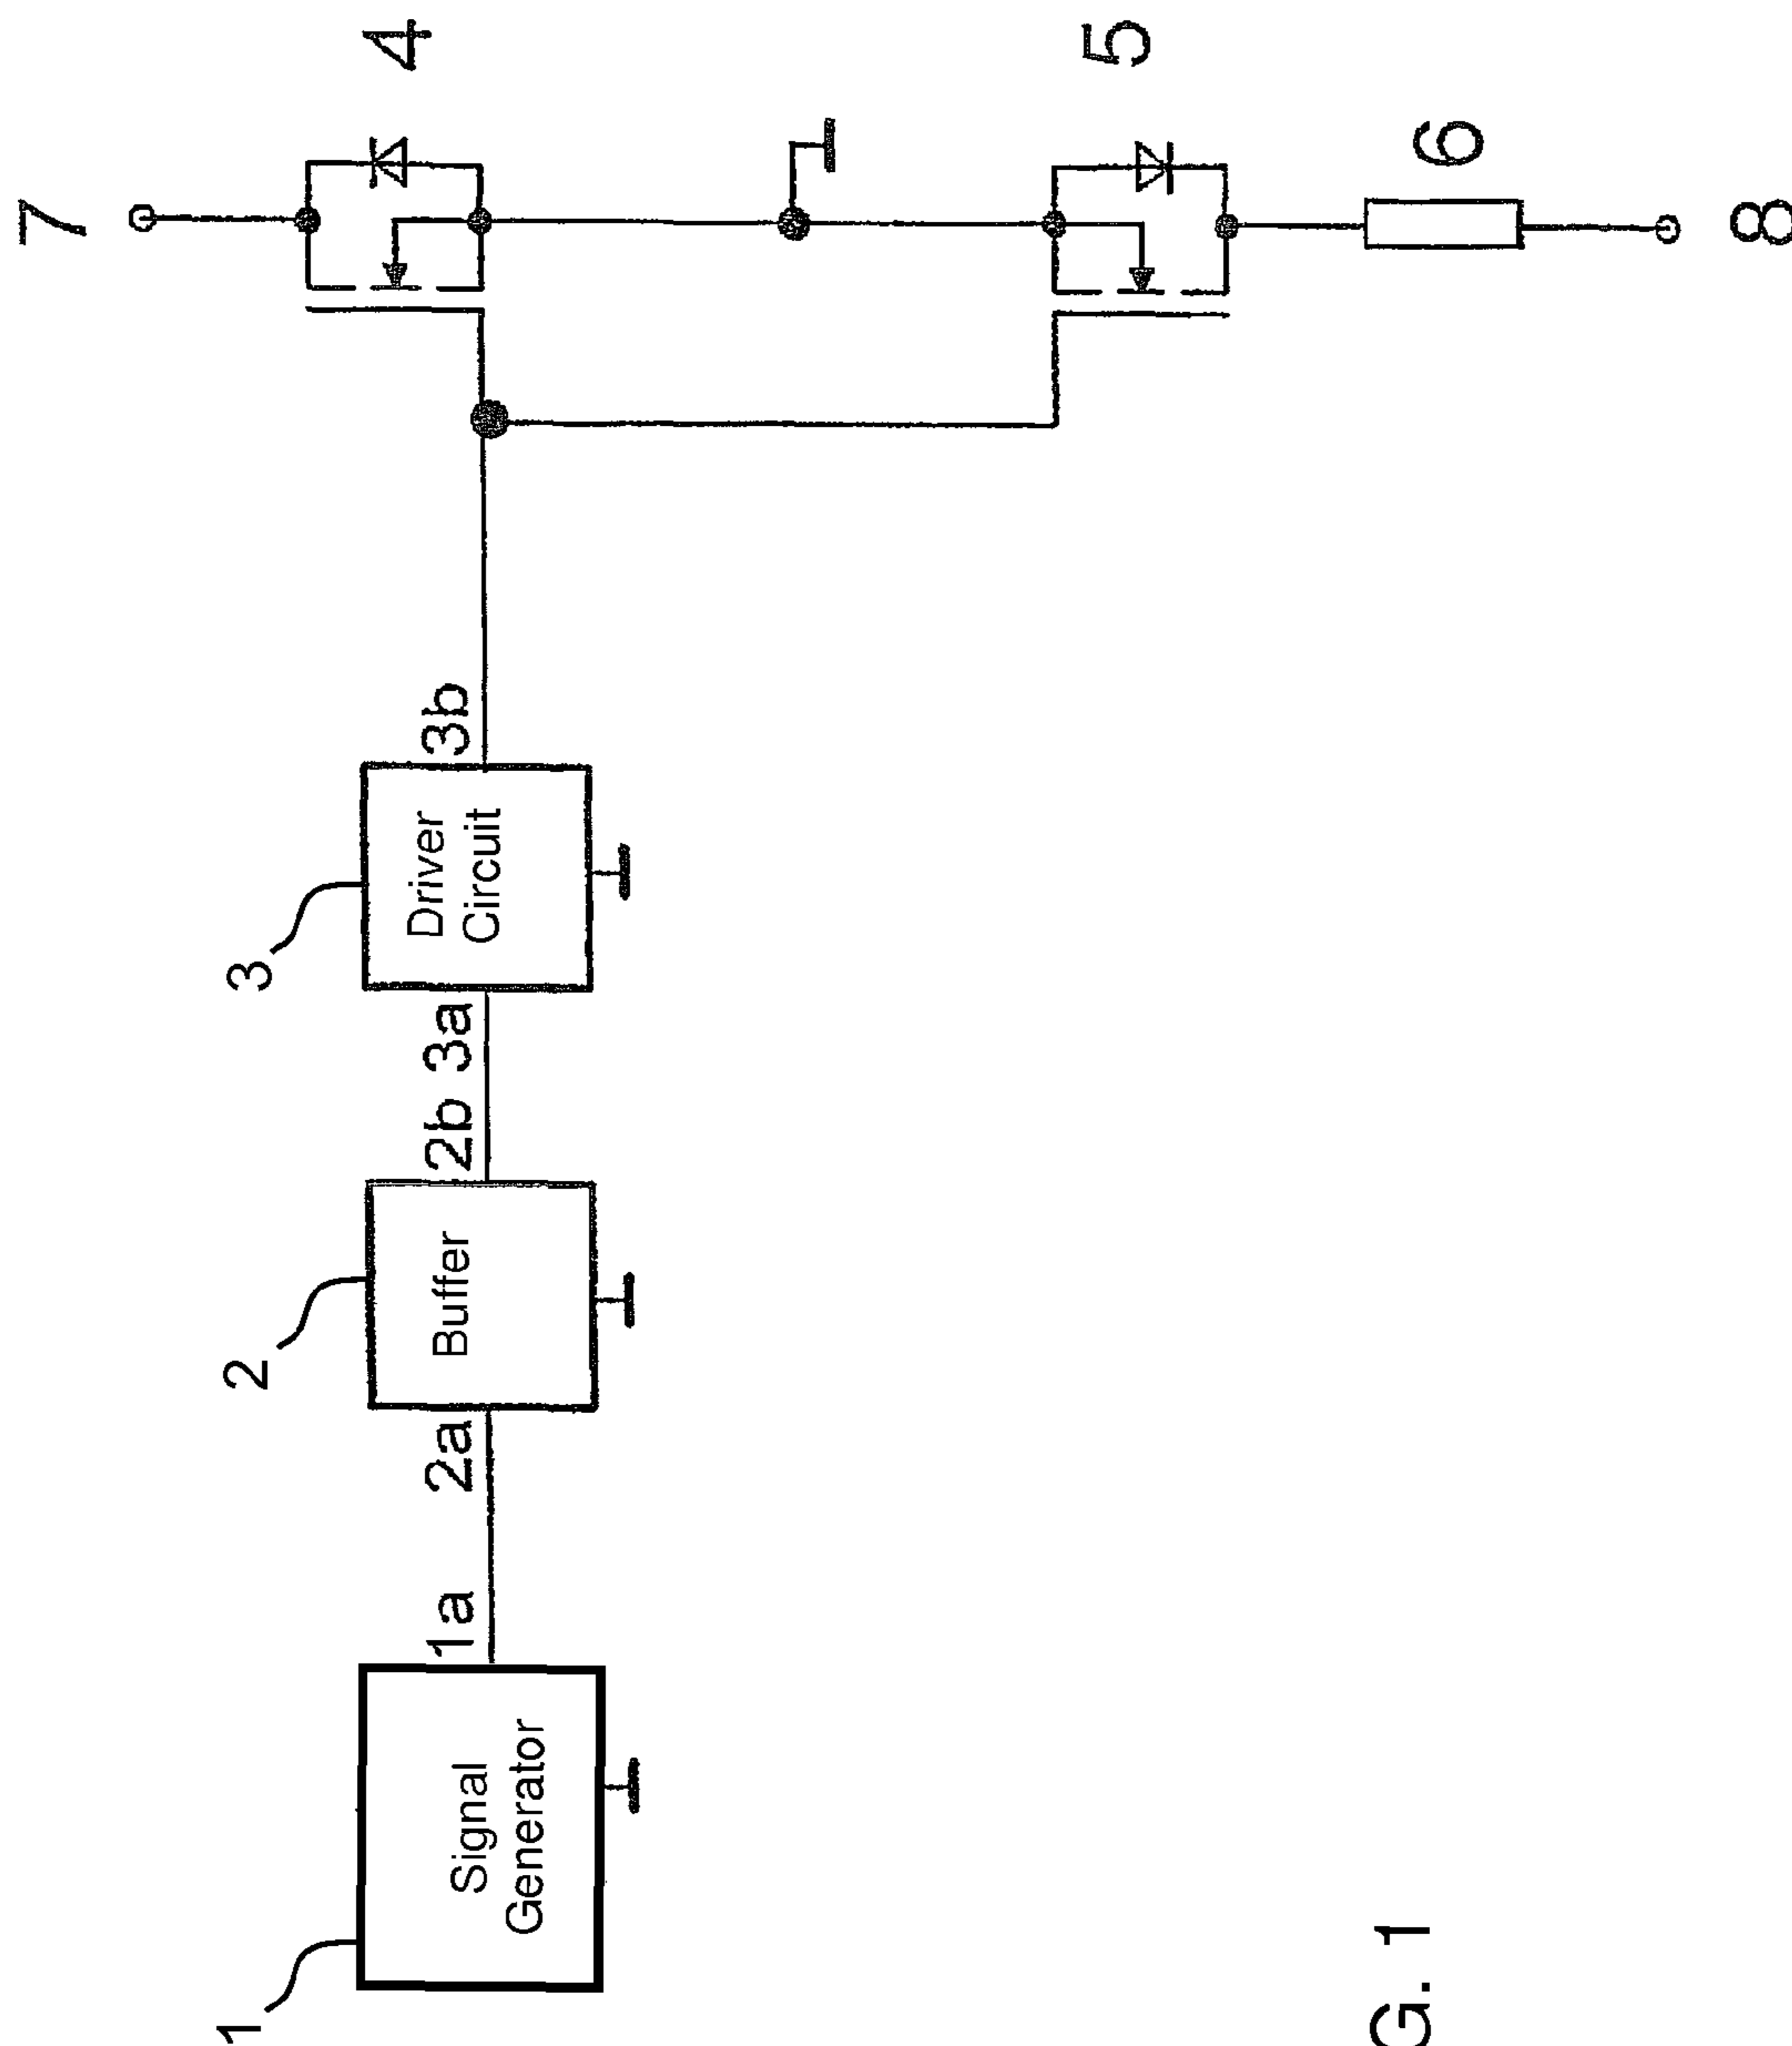 1
Signal
Generator
1a
2a
2
Buffer
2b
3a
3
Driver
Circuit
3b
4
5
6
7
8
G. 1